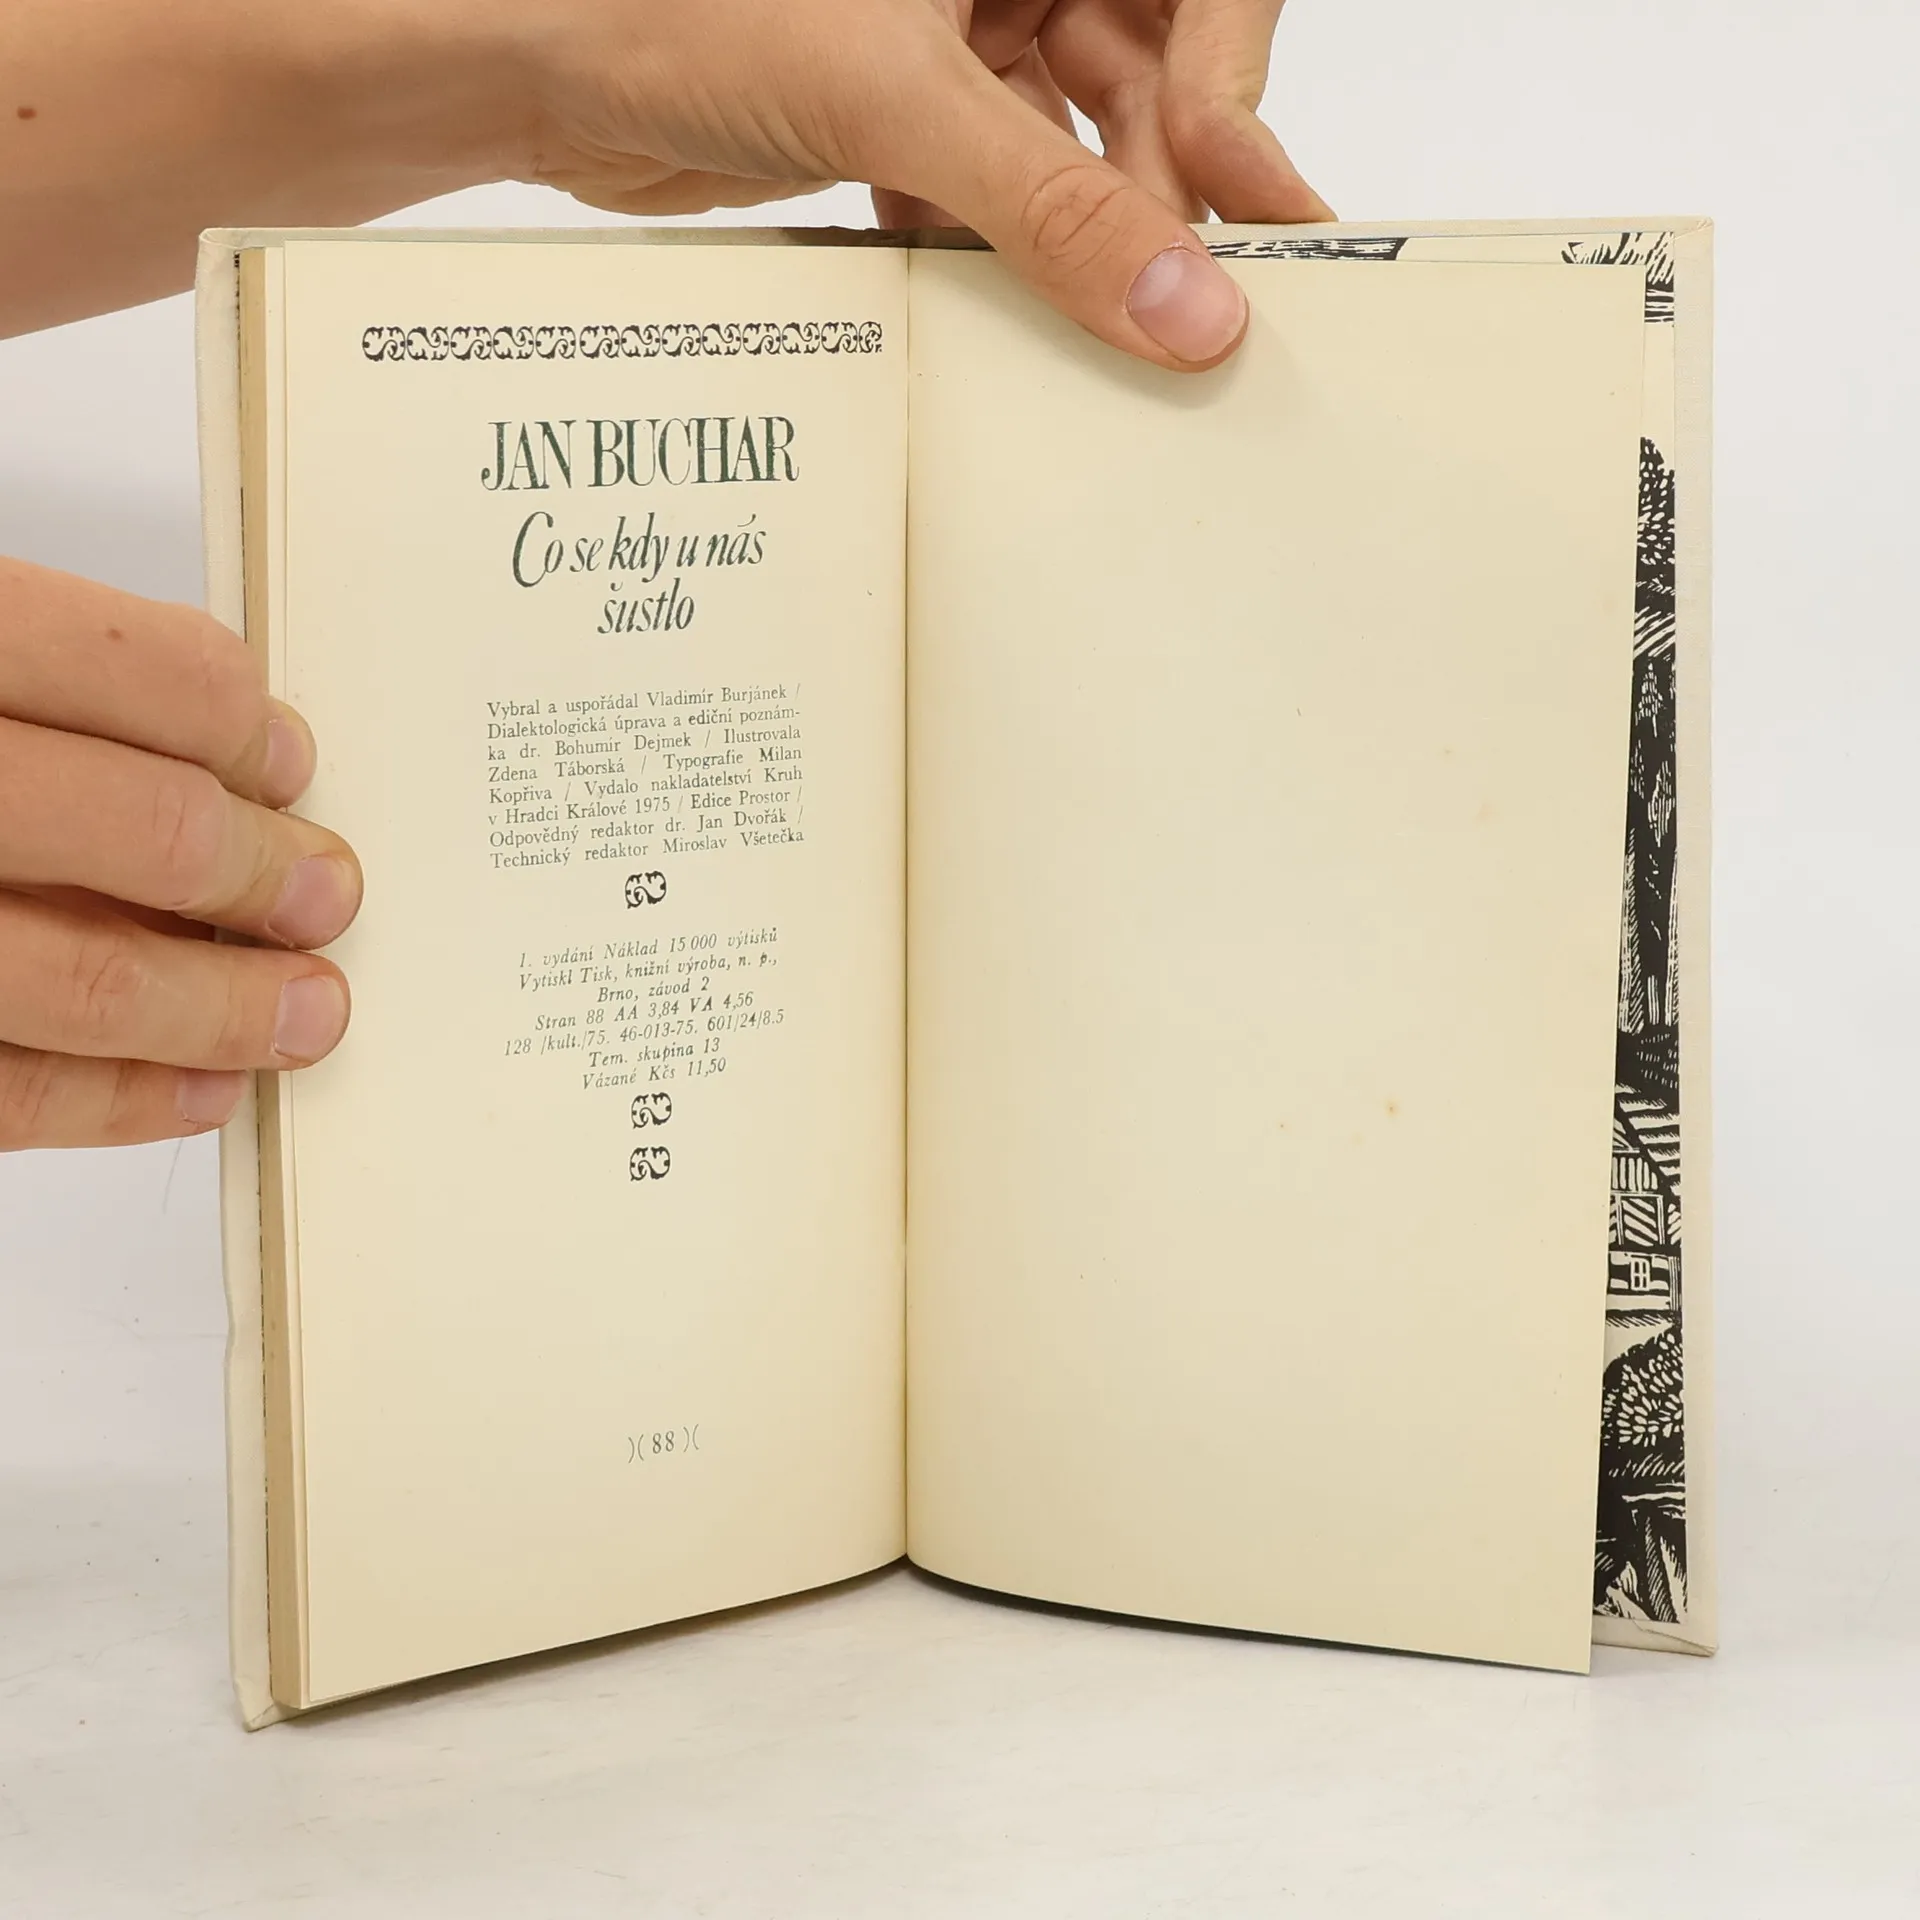 JAN BUCHAR
Co se kdy u nás
šustlo
Vybral a uspořádal Vladimír Burjánek /
Dialektologická úprava a ediční poznám-
ka dr. Bohumír Dejmek / Ilustrovala
Zdena Táborská / Typografie Milan
Kopřiva / Vydalo nakladatelství Kruh
v Hradci Králové 1975 / Edice Prostor /
Odpovědný redaktor dr. Jan Dvořák /
Technický redaktor Miroslav Všetečka
1. vydání Náklad 15 000 výtisků
Vytiskl Tisk, knižní výroba, n. p.,
Brno, závod 2
Stran 88 AA 3,84 VA 4,56
128 /kult./75. 46-013-75. 601/24/8.5
Tem. skupina 13
Vázané Kčs 11,50
)( 88 )(